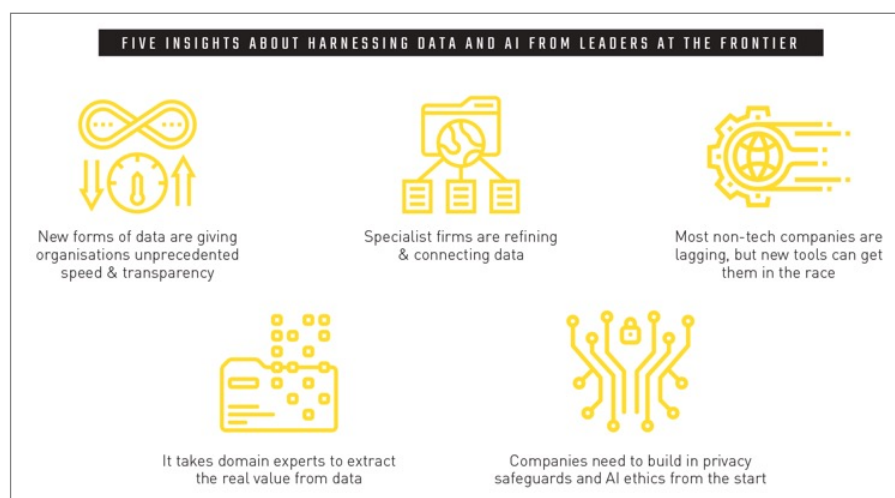 FIVE INSIGHTS ABOUT HARNESSING DATA AND AI FROM LEADERS AT THE FRONTIER
New forms of data are giving
organisations unprecedented
speed & transparency
Specialist firms are refining
& connecting data
Most non-tech companies are
lagging, but new tools can get
them in the race
It takes domain experts to extract
the real value from data
Companies need to build in privacy
safeguards and AI ethics from the start